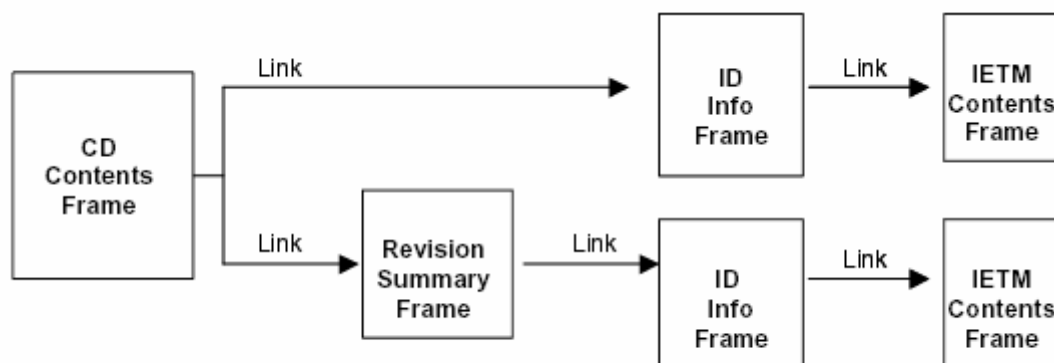 CD
Contents
Frame
Link
ID
Info
Frame
Link
IETM
Contents
Frame
Link
Revision
Summary
Frame
Link
ID
Info
Frame
Link
IETM
Contents
Frame